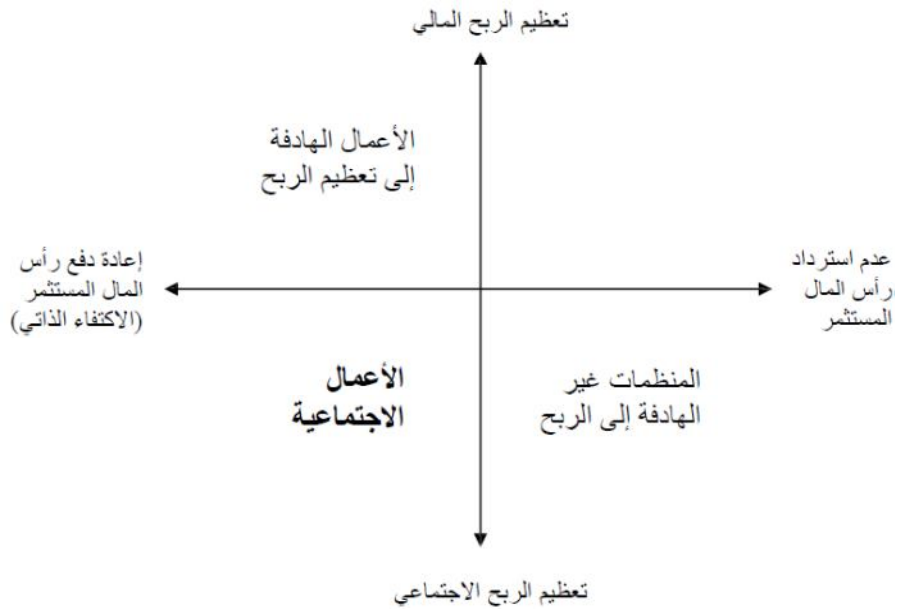 تعظيم الربح المالي
الأعمال الهادفة
إلى تعظيم الربح
عدم استرداد
رأس المال
المستثمر
إعادة دفع رأس
المال المستثمر
(الاكتفاء الذاتي)
المنظمات غير
الهادفة إلى الربح
الأعمال
الاجتماعية
تعظيم الربح الاجتماعي